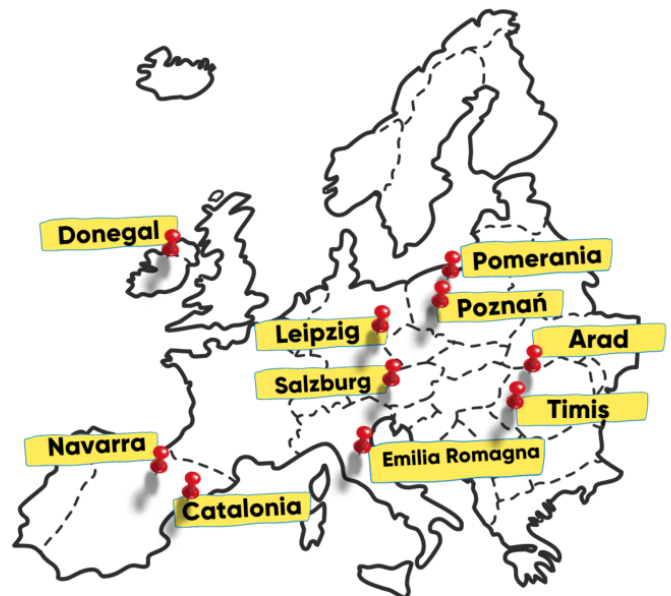 Donegal
Pomerania
Poznań
Leipzig
Arad
Salzburg
Timis
Navarra
Emilia Romagna
Catalonia